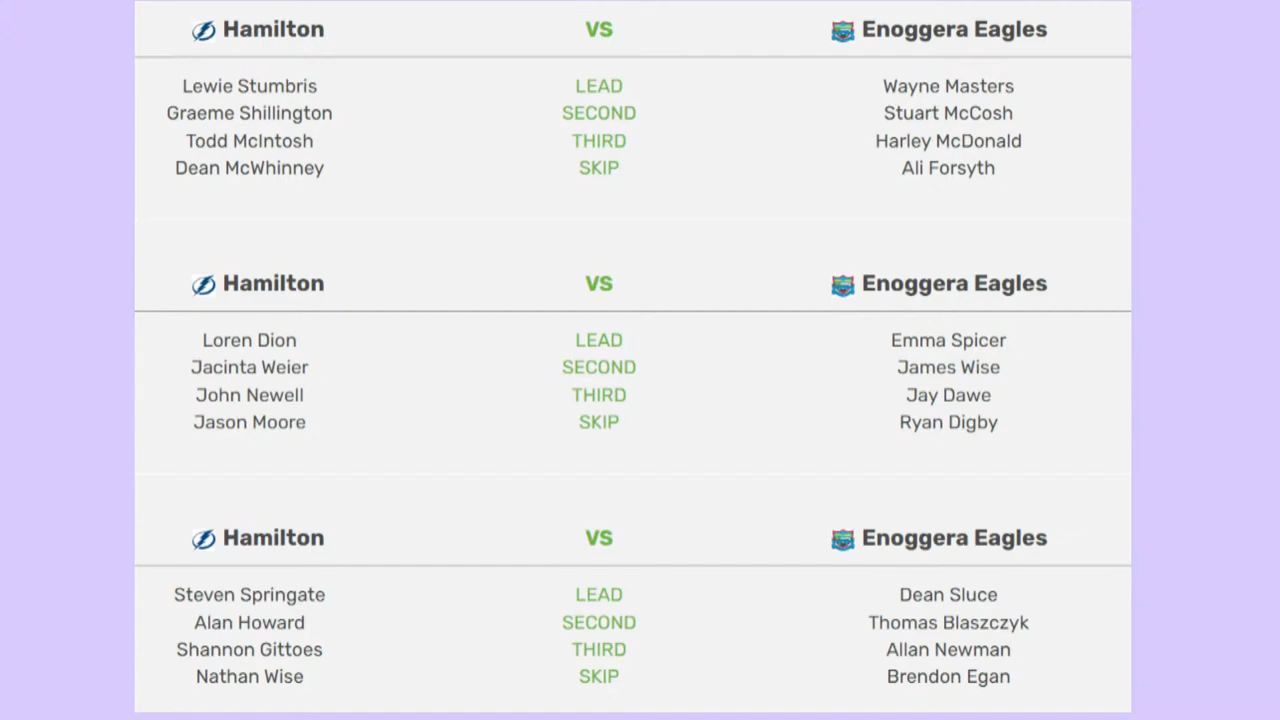 Hamilton VS Enoggera Eagles
Lewie Stumbris LEAD Wayne Masters
Graeme Shillington SECOND Stuart McCosh
Todd McIntosh THIRD Harley McDonald
Dean McWhinney SKIP Ali Forsyth
Hamilton VS Enoggera Eagles
Loren Dion LEAD Emma Spicer
Jacinta Weier SECOND James Wise
John Newell THIRD Jay Dawe
Jason Moore SKIP Ryan Digby
Hamilton VS Enoggera Eagles
Steven Springate LEAD Dean Sluce
Alan Howard SECOND Thomas Blaszczyk
Shannon Gittoes THIRD Allan Newman
Nathan Wise SKIP Brendon Egan